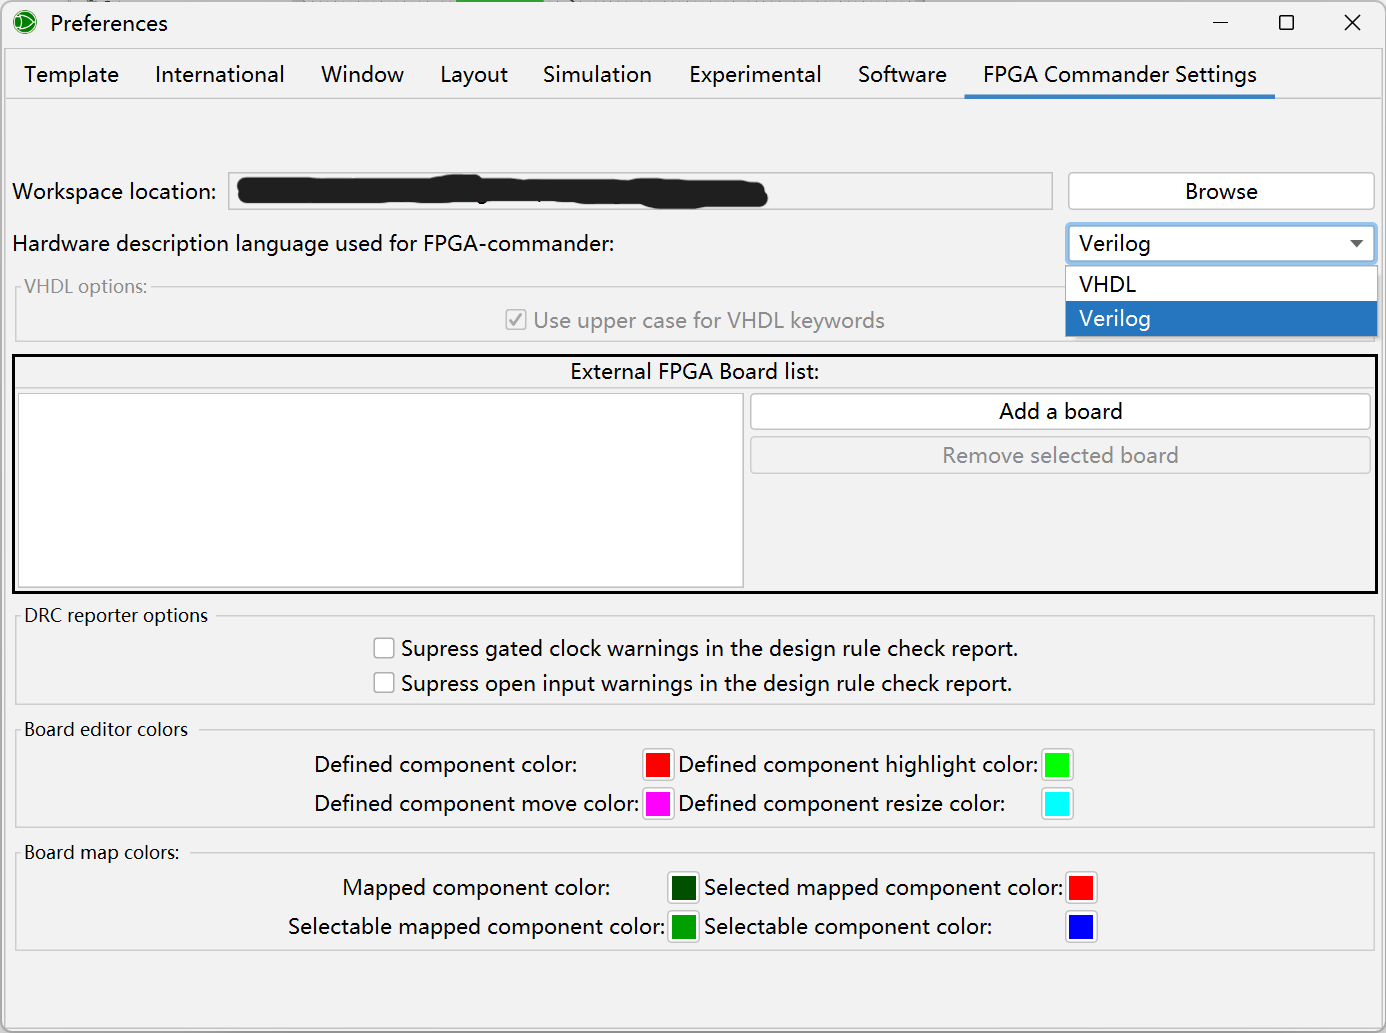 Preferences
Template International Window Layout Simulation Experimental Software FPGA Commander Settings
Workspace location: Browse
Hardware description language used for FPGA-commander: Verilog
VHDL options: VHDL
Use upper case for VHDL keywords Verilog
External FPGA Board list:
Add a board
Remove selected board
DRC reporter options
Supress gated clock warnings in the design rule check report.
Supress open input warnings in the design rule check report.
Board editor colors
Defined component color: Defined component highlight color:
Defined component move color: Defined component resize color:
Board map colors:
Mapped component color: Selected mapped component color:
Selectable mapped component color: Selectable component color: